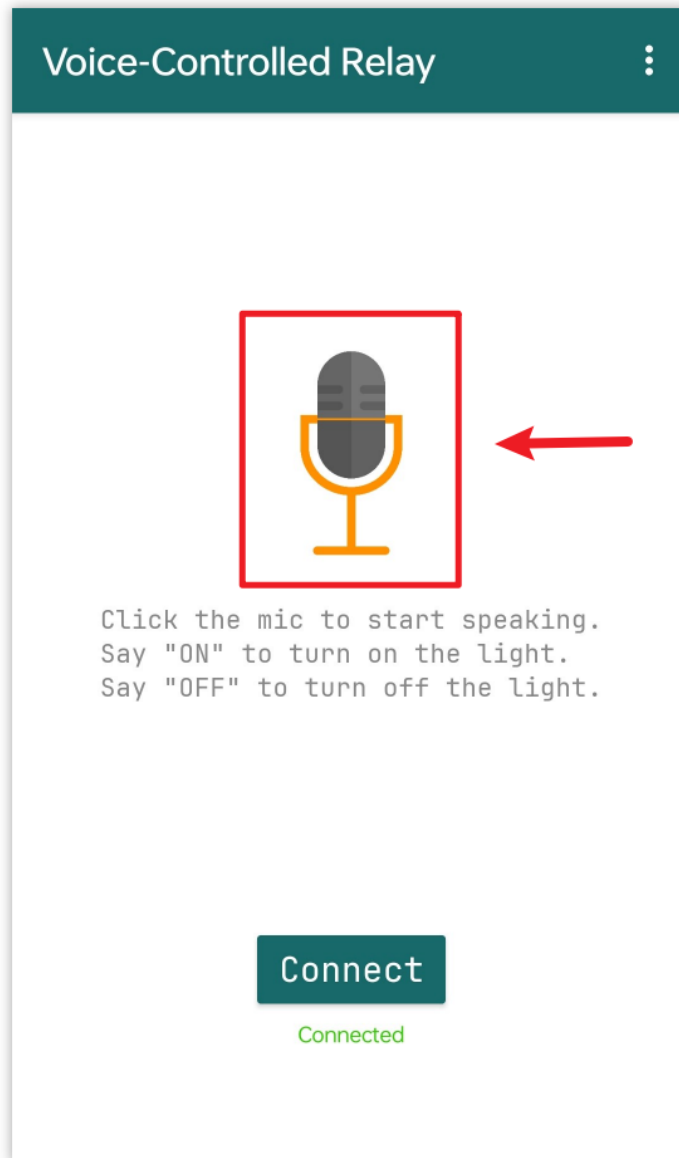 Voice-Controlled Relay
Click the mic to start speaking.
Say "ON" to turn on the light.
Say "OFF" to turn off the light.
Connect
Connected